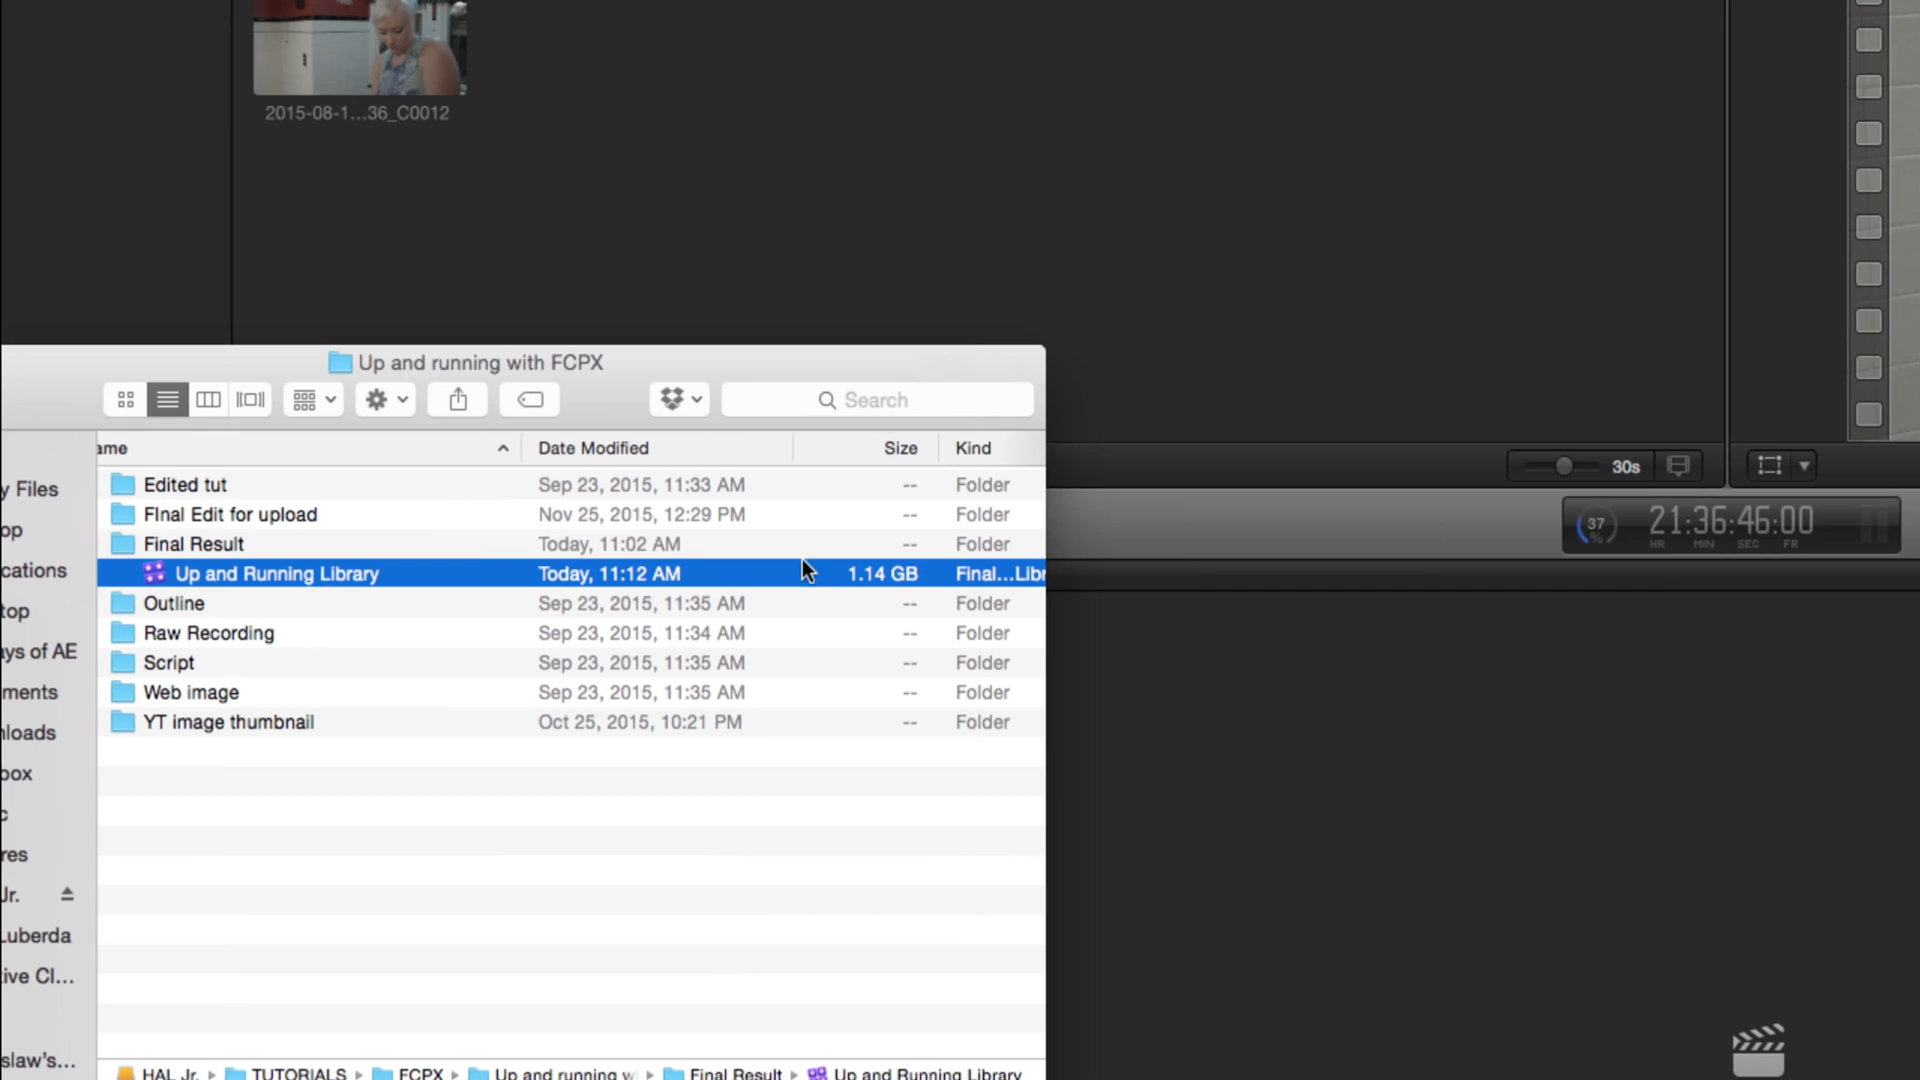 2015-08-1...36_C0012
Up and running with FCPX
Search
ame Date Modified Size Kind
Edited tut Sep 23, 2015, 11:33 AM -- Folder
FInal Edit for upload Nov 25, 2015, 12:29 PM -- Folder
Final Result Today, 11:02 AM -- Folder
Up and Running Library Today, 11:12 AM 1.14 GB Final...Libr
Outline Sep 23, 2015, 11:35 AM -- Folder
Raw Recording Sep 23, 2015, 11:34 AM -- Folder
Script Sep 23, 2015, 11:35 AM -- Folder
Web image Sep 23, 2015, 11:35 AM -- Folder
YT image thumbnail Oct 25, 2015, 10:21 PM -- Folder
y Files
op
cations
top
ays of AE
ments
nloads
box
c
res
Jr.
Luberda
tive Cl...
slaw's...
HAL Jr. TUTORIALS FCPX Up and running wi Final Result Up and Running Library
30s
37 %
21:36:46:00
HR MIN SEC FR